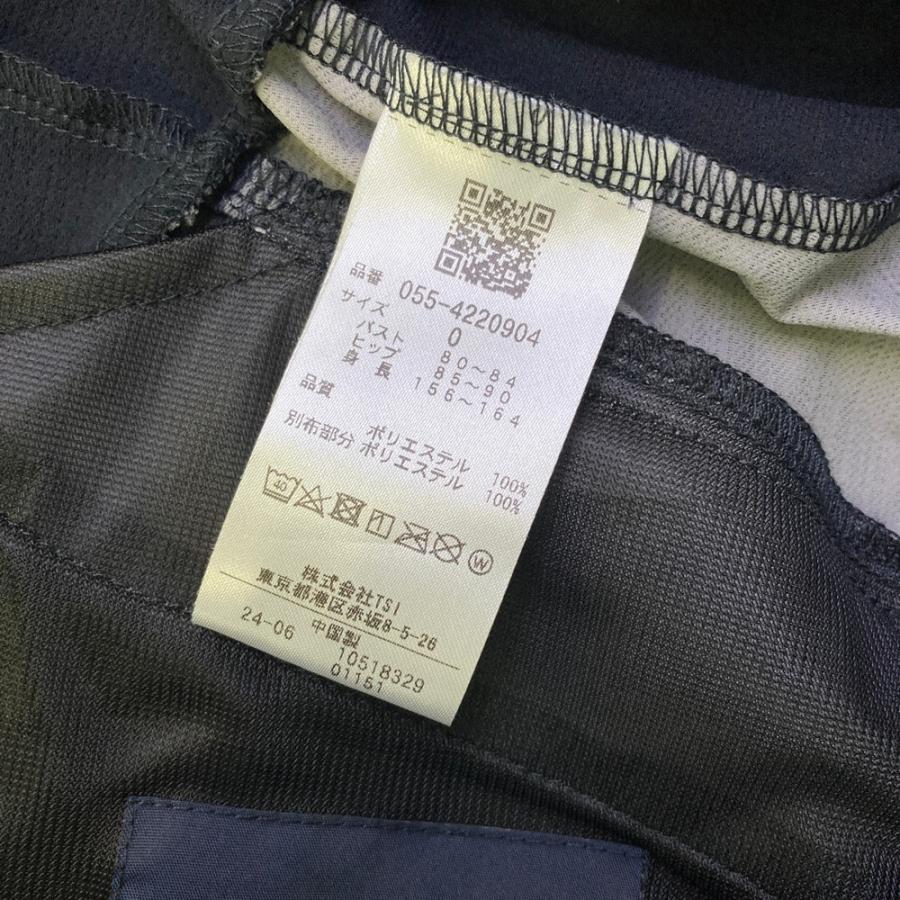 品番 055-4220904
サイズ 0
バスト 80～84
ヒップ 85～90
身長 156～164
品質
ポリエステル 100%
別布部分 ポリエステル 100%
40
W
株式会社TSI
東京都港区赤坂8-5-26
24-06 中国製
10518329
01151